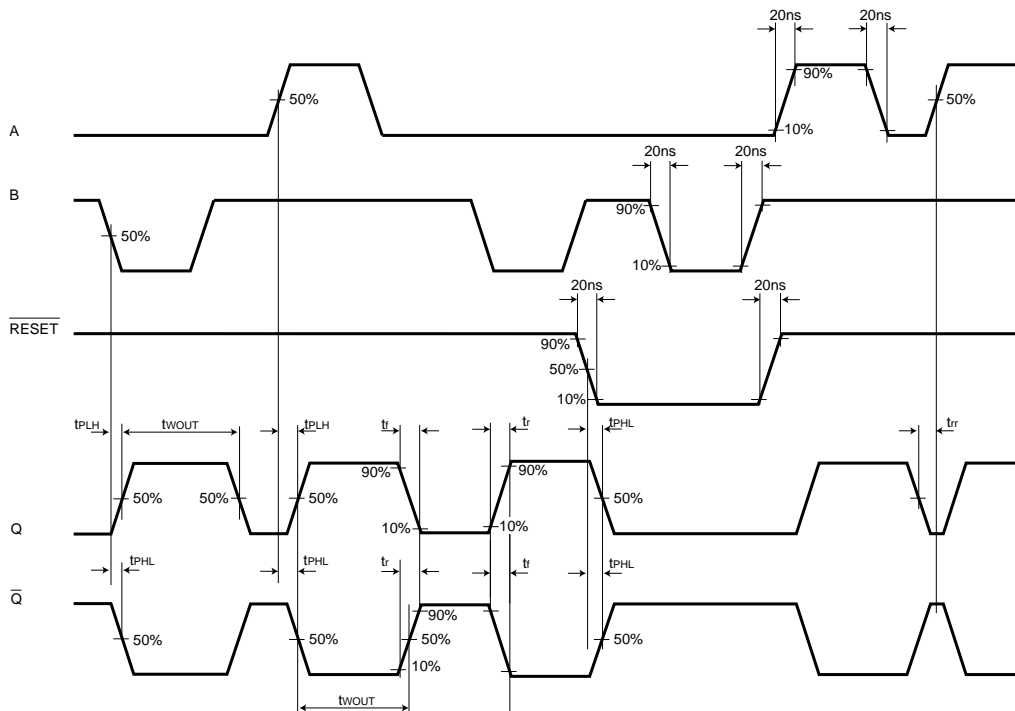 20ns 20ns
90%
50% 50%
A
10%
20ns 20ns
B
90%
50%
10%
20ns 20ns
RESET
90%
50%
10%
tPLH tWOUT tPLH tf tr tPHL trr
90% 90%
50% 50% 50% 50%
Q
10% 10%
tPHL tPHL tr tf tPHL
Q
90%
50% 50% 50% 50%
10%
tWOUT